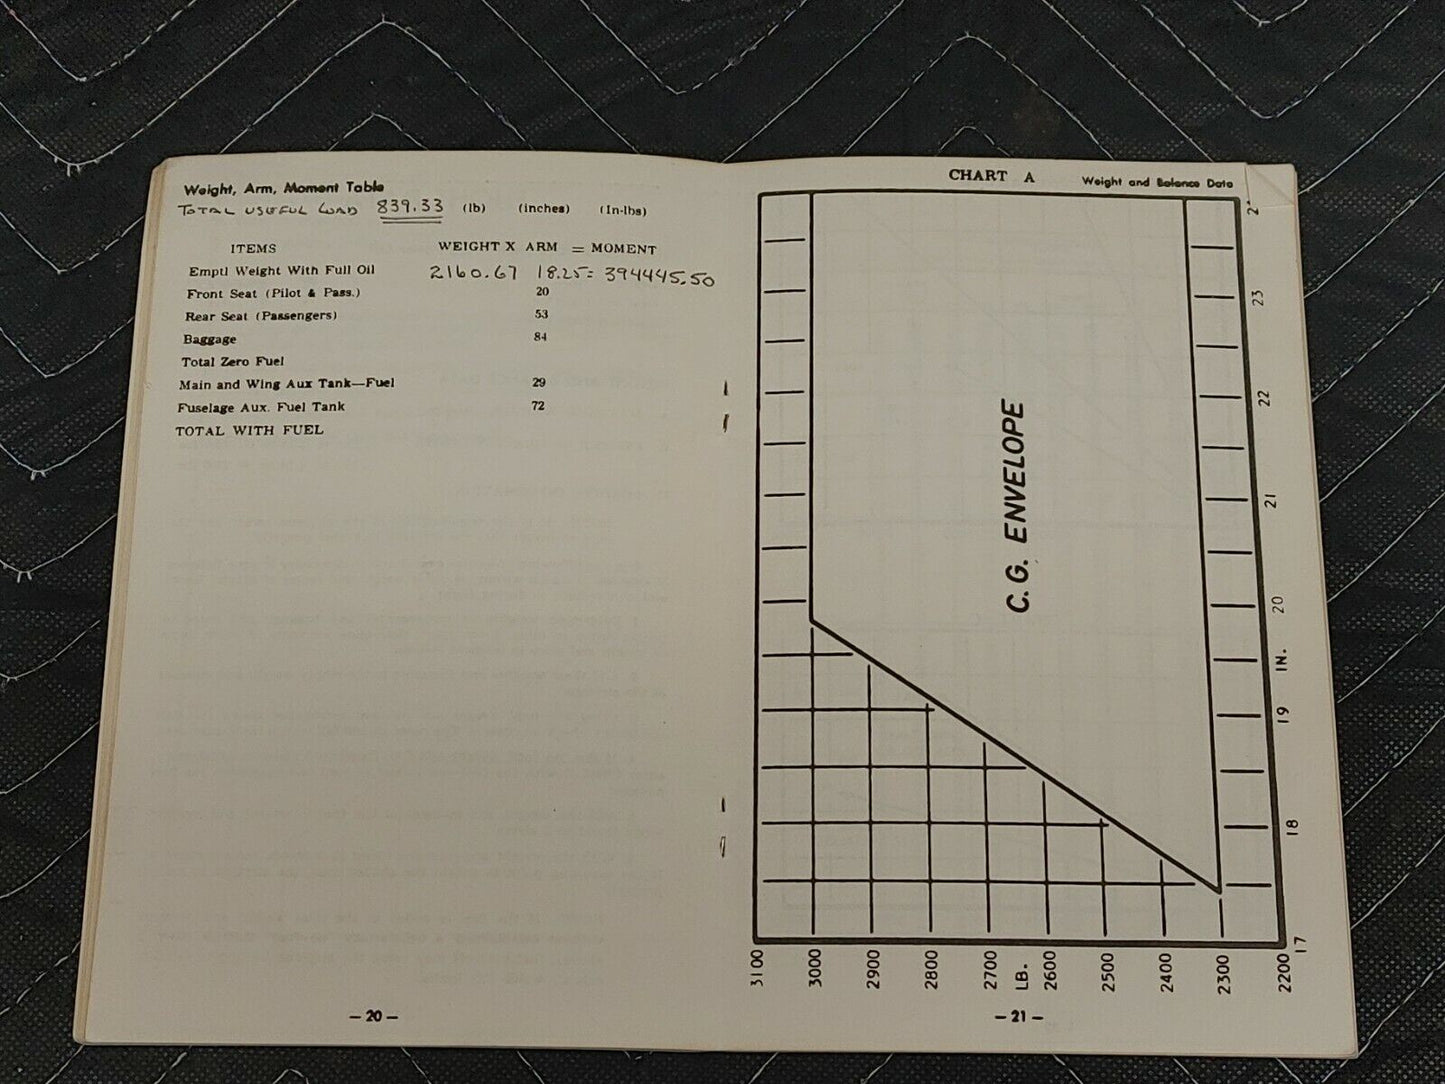 Weight, Arm, Moment Table
TOTAL USEFUL LOAD 839.33 (lb) (inches) (In-lbs)
ITEMS WEIGHT X ARM = MOMENT
Emptl Weight With Full Oil 2160.67 18.25= 394445.50
Front Seat (Pilot & Pass.) 20
Rear Seat (Passengers) 53
Baggage 84
Total Zero Fuel
Main and Wing Aux Tank—Fuel 29
Fuselage Aux. Fuel Tank 72
TOTAL WITH FUEL
—20—
CHART A Weight and Balance Data
C.G. ENVELOPE
23
22
21
20
IN.
19
18
17
3100
3000
2900
2800
2700
LB.
2600
2500
2400
2300
2200
—21—